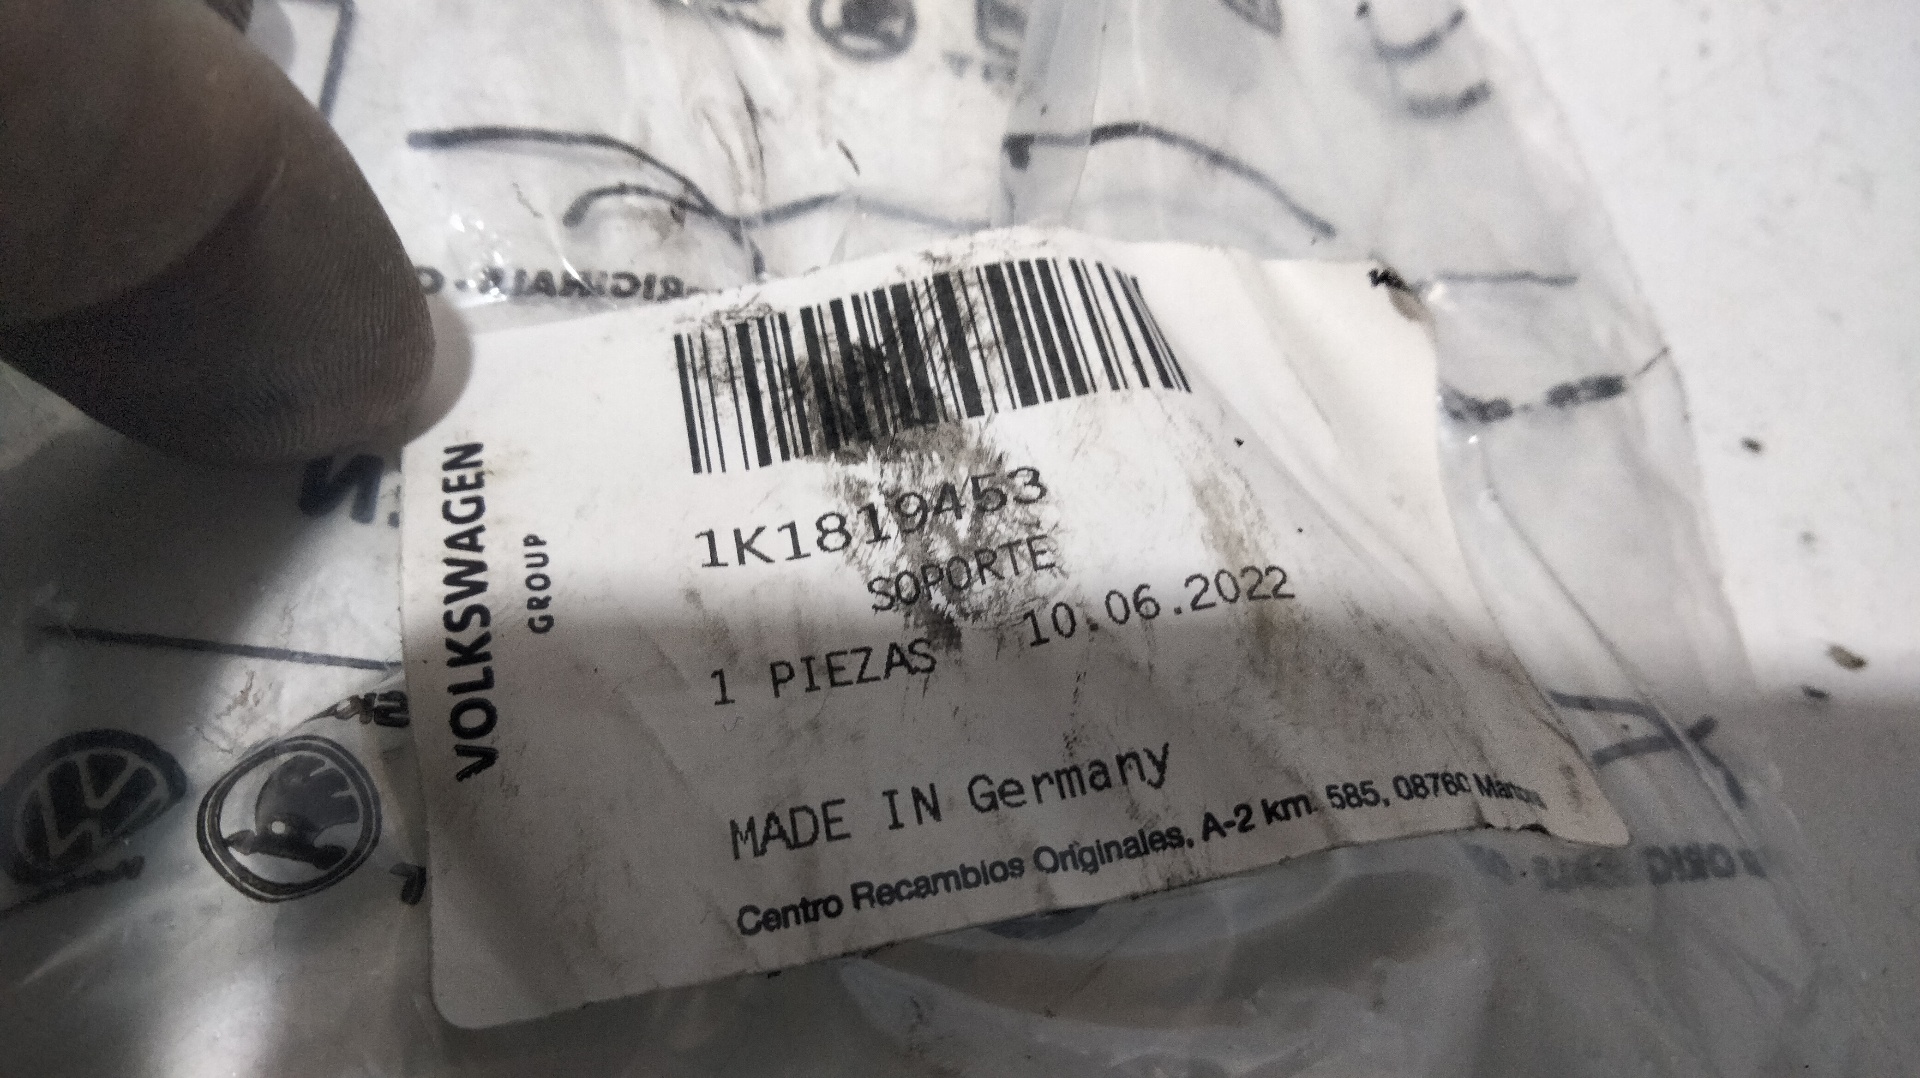 VOLKSWAGEN
GROUP
1K1819453
SOPORTE
1 PIEZAS 10.06.2022
MADE IN Germany
Centro Recambios Originales, A-2 km. 585, 08760